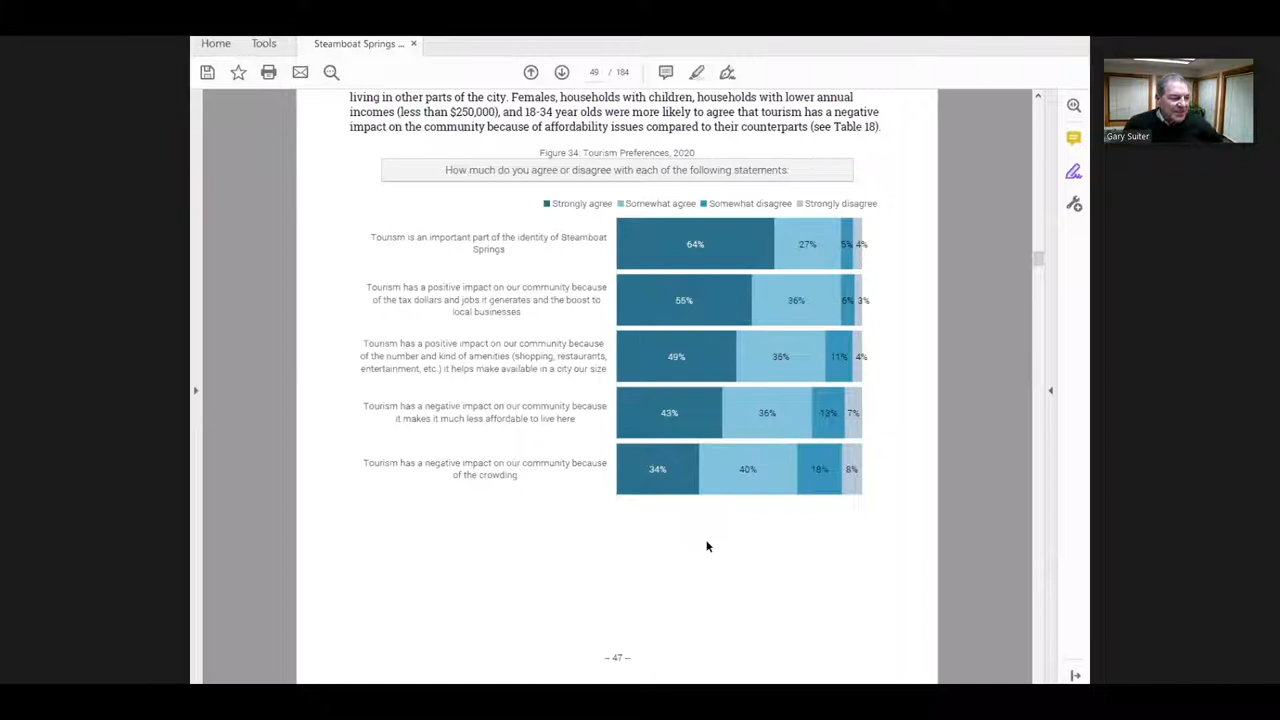 Home Tools Steamboat Springs ... ×
49 / 184
living in other parts of the city. Females, households with children, households with lower annual
incomes (less than $250,000), and 18-34 year olds were more likely to agree that tourism has a negative
impact on the community because of affordability issues compared to their counterparts (see Table 18).
Figure 34: Tourism Preferences, 2020
How much do you agree or disagree with each of the following statements:
Strongly agree Somewhat agree Somewhat disagree Strongly disagree
Tourism is an important part of the identity of Steamboat
Springs
64% 27% 5% 4%
Tourism has a positive impact on our community because
of the tax dollars and jobs it generates and the boost to
local businesses
55% 36% 6% 3%
Tourism has a positive impact on our community because
of the number and kind of amenities (shopping, restaurants,
entertainment, etc.) it helps make available in a city our size
49% 36% 11% 4%
Tourism has a negative impact on our community because
it makes it much less affordable to live here
43% 36% 13% 7%
Tourism has a negative impact on our community because
of the crowding
34% 40% 18% 8%
– 47 –
Gary Suiter